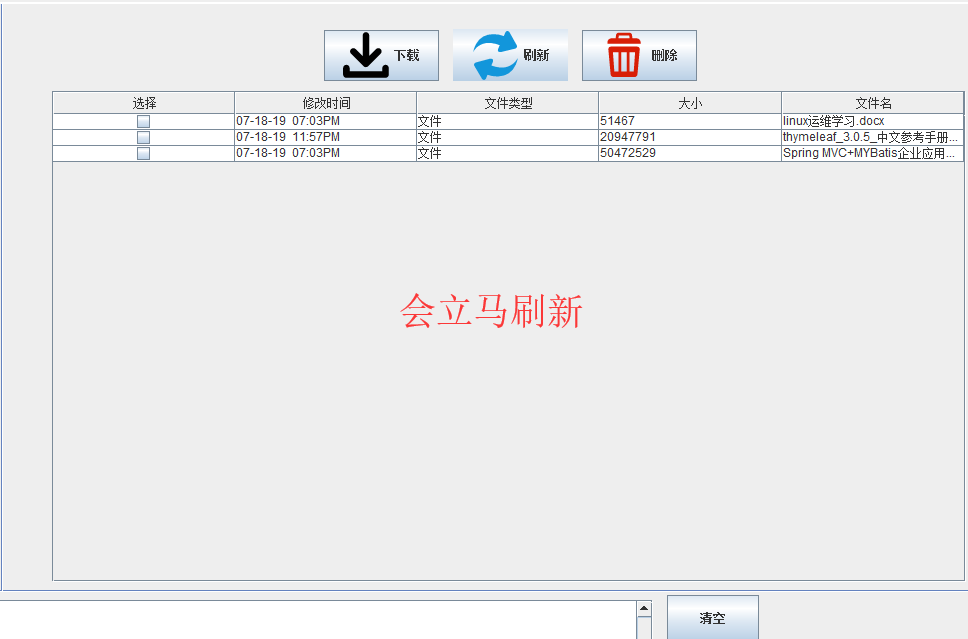 下载 刷新 删除
选择 修改时间 文件类型 大小 文件名
07-18-19 07:03PM 文件 51467 linux运维学习.docx
07-18-19 11:57PM 文件 20947791 thymeleaf_3.0.5_中文参考手册...
07-18-19 07:03PM 文件 50472529 Spring MVC+MYBatis企业应用...
会立马刷新
清空